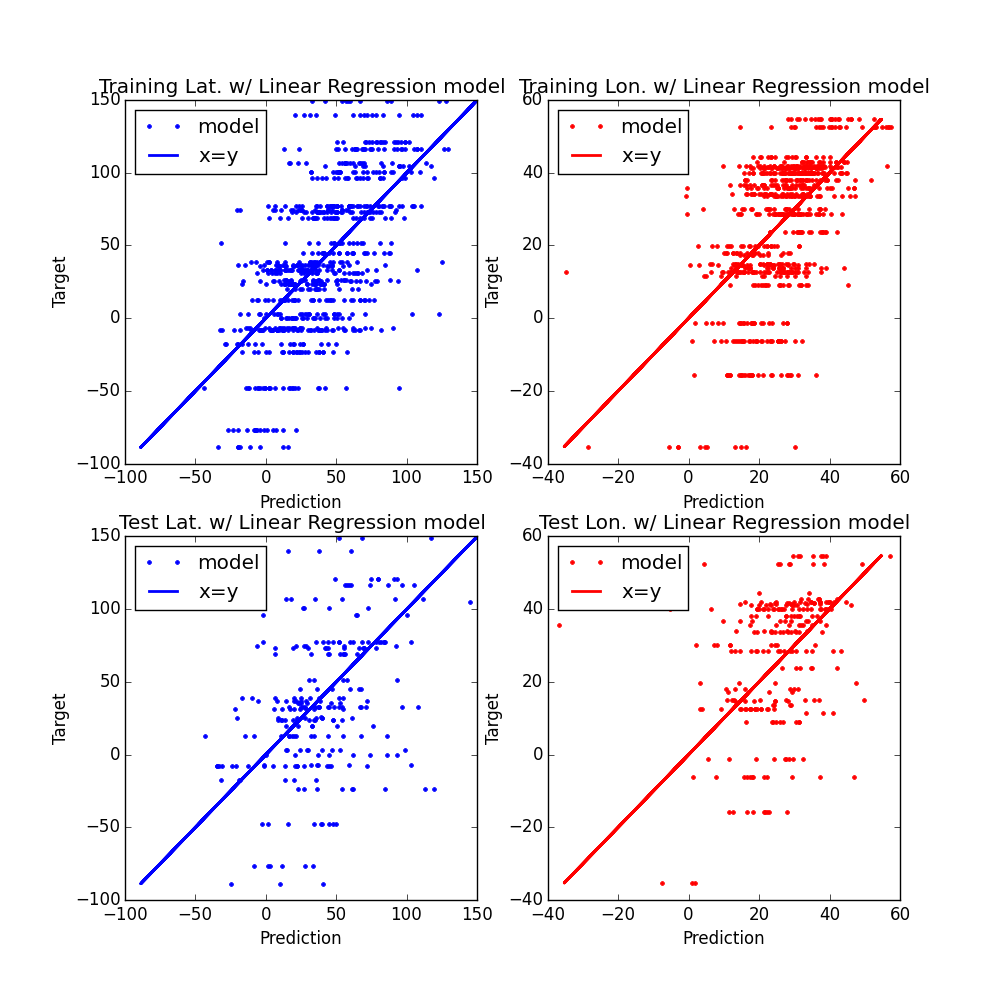 Training Lat. w/ Linear Regression model
150
100
50
0
−50
−100
Target
model
x=y
−100 −50 0 50 100 150
Prediction
Training Lon. w/ Linear Regression model
60
40
20
0
−20
−40
Target
model
x=y
−40 −20 0 20 40 60
Prediction
Test Lat. w/ Linear Regression model
150
100
50
0
−50
−100
Target
model
x=y
−100 −50 0 50 100 150
Prediction
Test Lon. w/ Linear Regression model
60
40
20
0
−20
−40
Target
model
x=y
−40 −20 0 20 40 60
Prediction